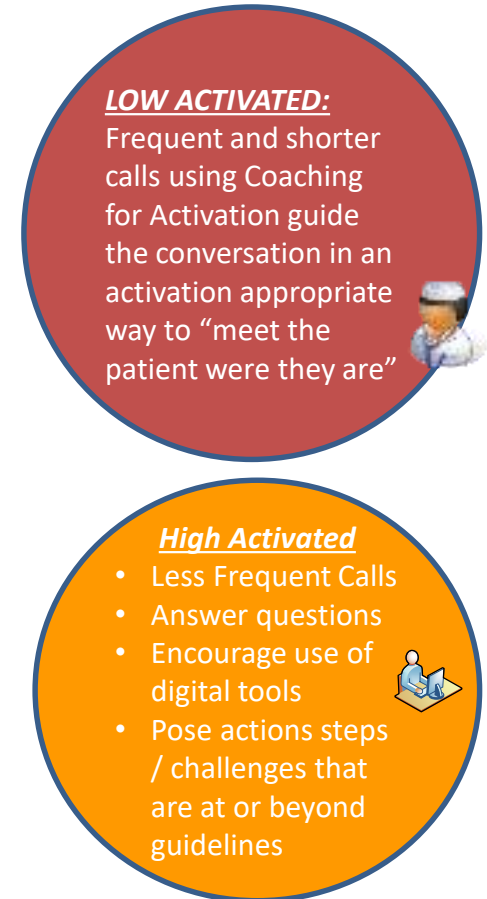 LOW ACTIVATED:
Frequent and shorter
calls using Coaching
for Activation guide
the conversation in an
activation appropriate
way to “meet the
patient were they are”
High Activated
• Less Frequent Calls
• Answer questions
• Encourage use of
digital tools
• Pose actions steps
/ challenges that
are at or beyond
guidelines